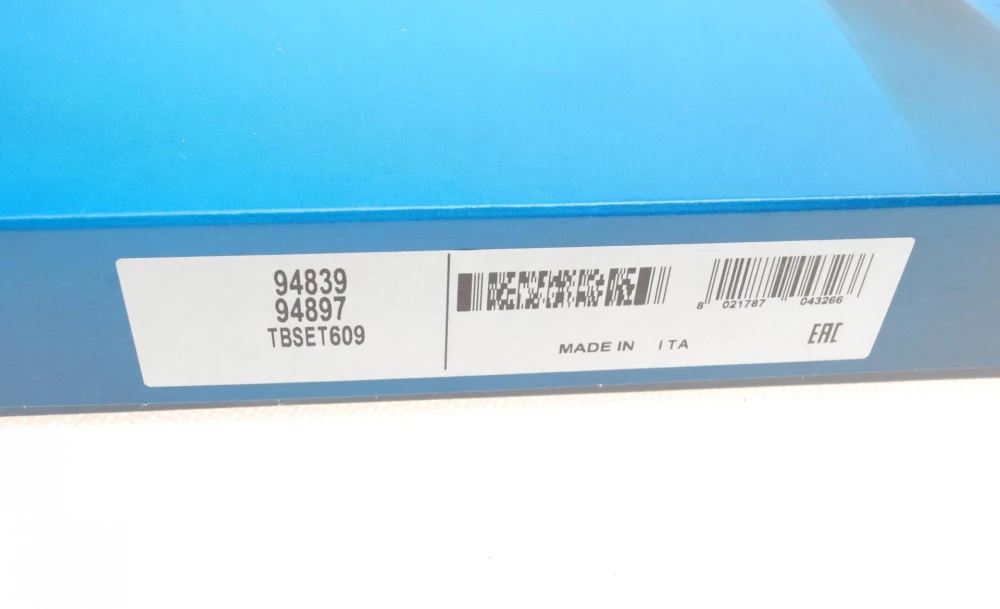 94839
94897
TBSET609
MADE IN ITA
8 021787 043266
EAC